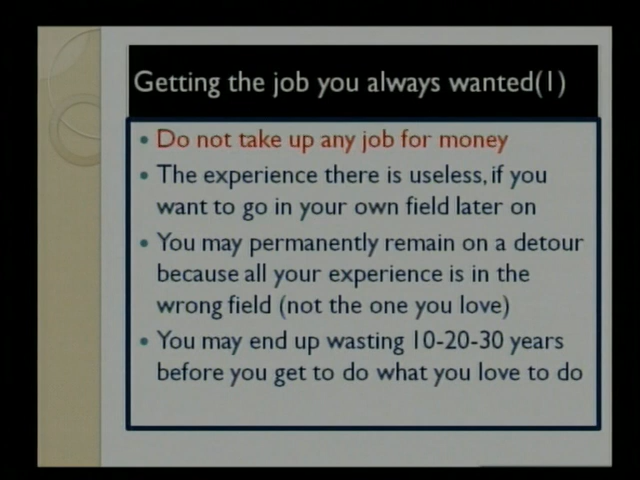 Getting the job you always wanted(1)
• Do not take up any job for money
• The experience there is useless, if you
want to go in your own field later on
• You may permanently remain on a detour
because all your experience is in the
wrong field (not the one you love)
• You may end up wasting 10-20-30 years
before you get to do what you love to do